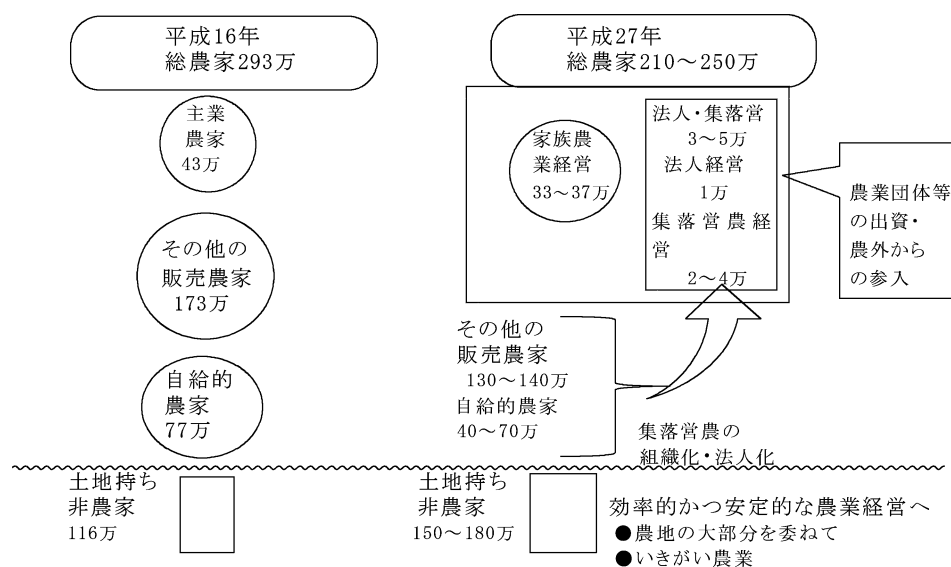 平成16年
総農家293万
主業
農家
43万
その他の
販売農家
173万
自給的
農家
77万
土地持ち
非農家
116万
平成27年
総農家210～250万
家族農
業経営
33～37万
法人・集落営
3～5万
法人経営
1万
集落営農経
営
2～4万
農業団体等
の出資・
農外から
の参入
その他の
販売農家
130～140万
自給的農家
40～70万
集落営農の
組織化・法人化
土地持ち
非農家
150～180万
効率的かつ安定的な農業経営へ
●農地の大部分を委ねて
●いきがい農業